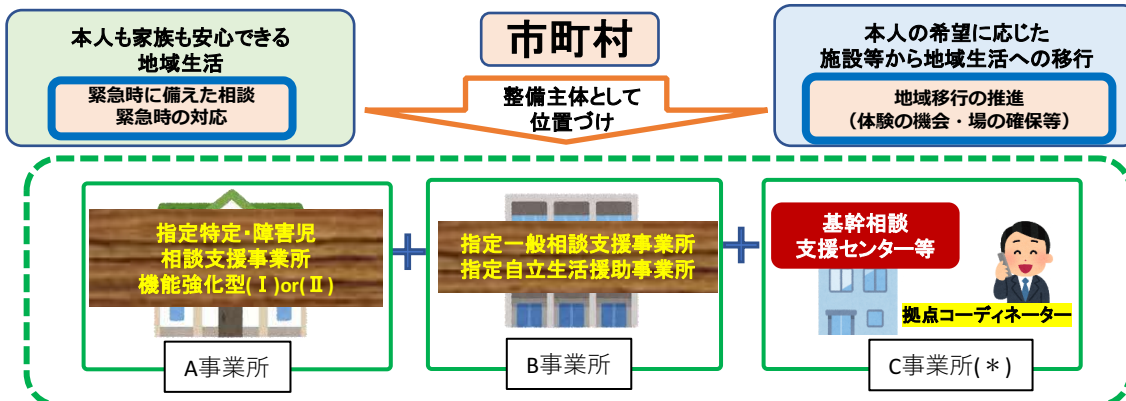 本人も家族も安心できる
地域生活
緊急時に備えた相談
緊急時の対応
市町村
整備主体として
位置づけ
本人の希望に応じた
施設等から地域生活への移行
地域移行の推進
（体験の機会・場の確保等）
指定特定・障害児
相談支援事業所
機能強化型(Ⅰ)or(Ⅱ)
A事業所
+
指定一般相談支援事業所
指定自立生活援助事業所
B事業所
+
基幹相談
支援センター等
拠点コーディネーター
C事業所(＊)